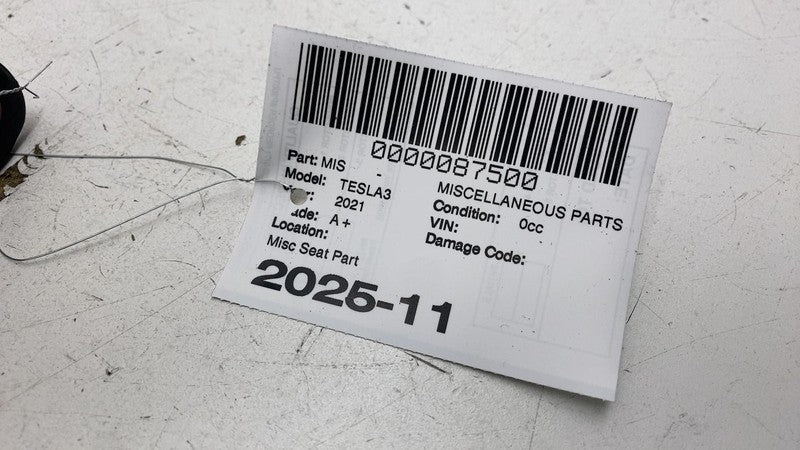 0000087500
Part: MIS - MISCELLANEOUS PARTS
Model: TESLA3 Condition: 0cc
2021 VIN:
A+ Damage Code:
Location:
Misc Seat Part
2025-11